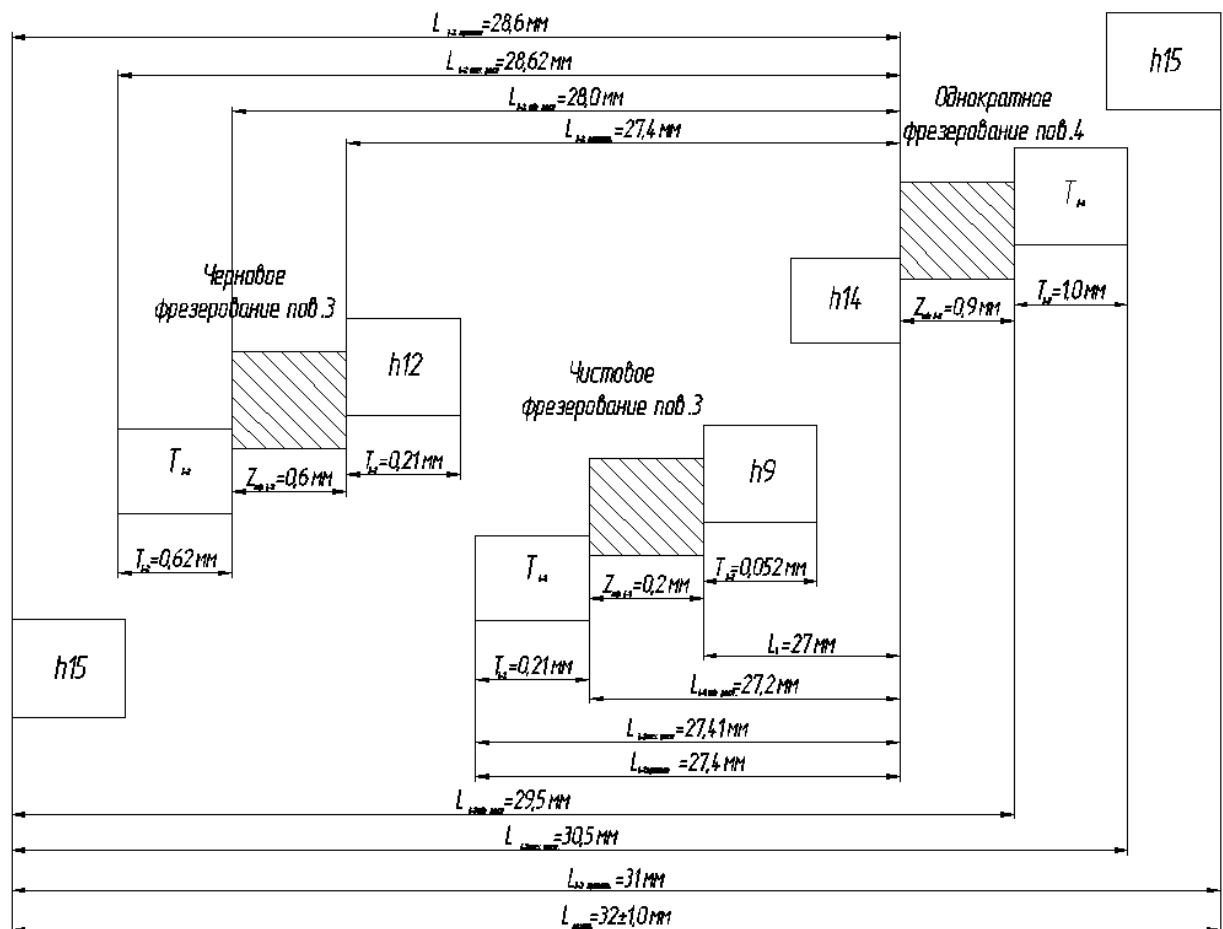 L =28,6 мм
h15
L =28,62 мм
L =28,0 мм
Однократное
фрезерование пов.4
L =27,4 мм
T
Черновое
фрезерование пов.3
h14
T =1,0 мм
Z =0,9 мм
h12
Чистовое
фрезерование пов.3
T
Z =0,6 мм
T =0,21 мм
h9
T =0,62 мм
T
Z =0,2 мм
T =0,052 мм
h15
L =27 мм
T =0,21 мм
L =27,2 мм
L =27,41 мм
L =27,4 мм
L =29,5 мм
L =30,5 мм
L =31 мм
L =32±1,0 мм